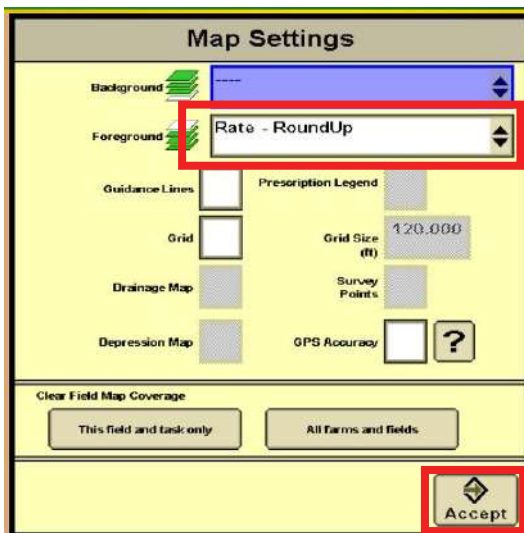 Map Settings
Background ----
Foreground Rate - RoundUp
Guidance Lines Prescription Legend
Grid Grid Size (ft) 120.000
Drainage Map Survey Points
Depression Map GPS Accuracy ?
Clear Field Map Coverage
This field and task only All farms and fields
Accept